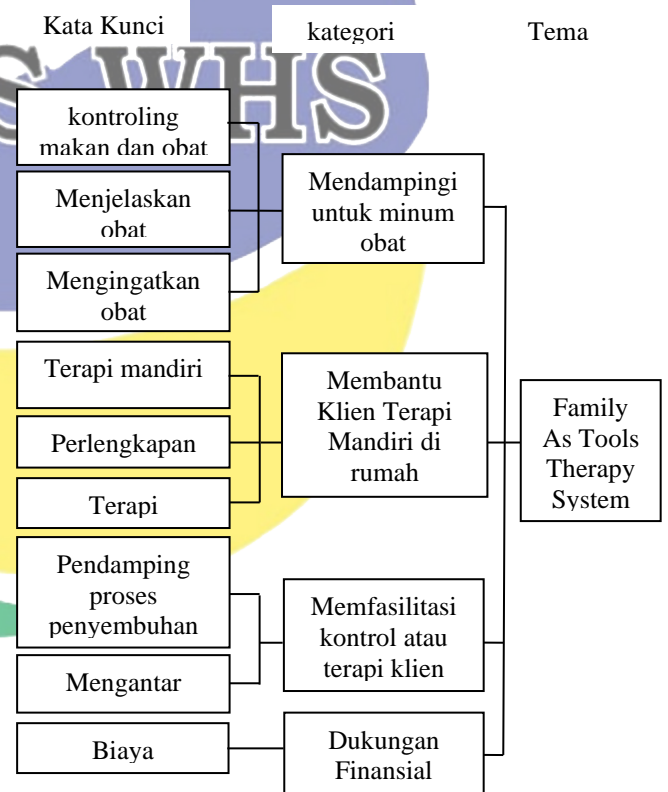 Kata Kunci
kategori
Tema
S WHS
kontroling
makan dan obat
Menjelaskan
obat
Mengingatkan
obat
Mendampingi
untuk minum
obat
Terapi mandiri
Perlengkapan
Terapi
Membantu
Klien Terapi
Mandiri di
rumah
Pendamping
proses
penyembuhan
Mengantar
Memfasilitasi
kontrol atau
terapi klien
Biaya
Dukungan
Finansial
Family
As Tools
Therapy
System